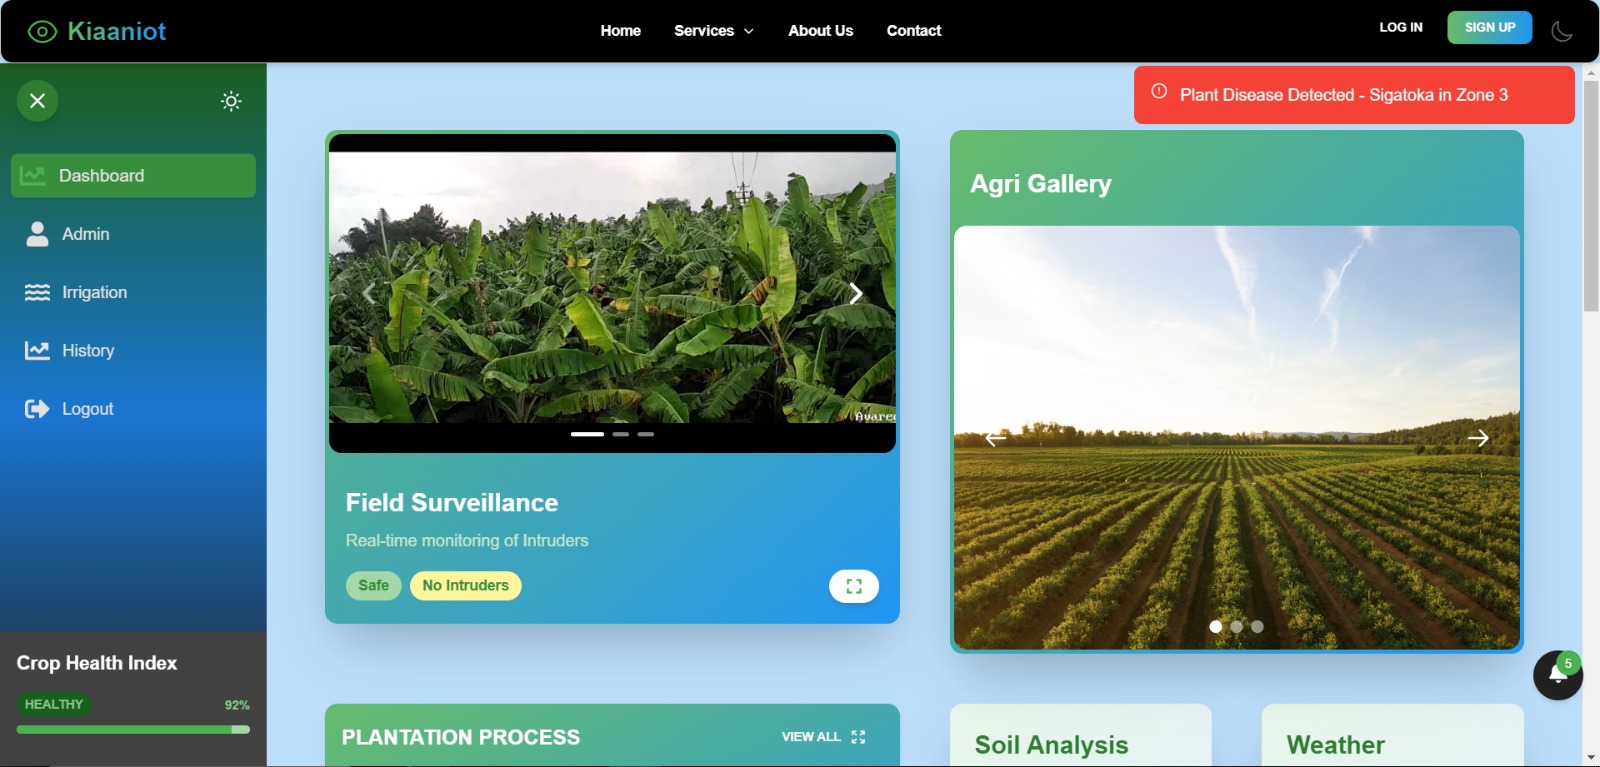 Kiaaniot
Home
Services
About Us
Contact
LOG IN
SIGN UP
Plant Disease Detected - Sigatoka in Zone 3
Dashboard
Admin
Irrigation
History
Logout
Crop Health Index
HEALTHY
92%
Field Surveillance
Real-time monitoring of Intruders
Safe
No Intruders
Agri Gallery
5
PLANTATION PROCESS
VIEW ALL
Soil Analysis
Weather